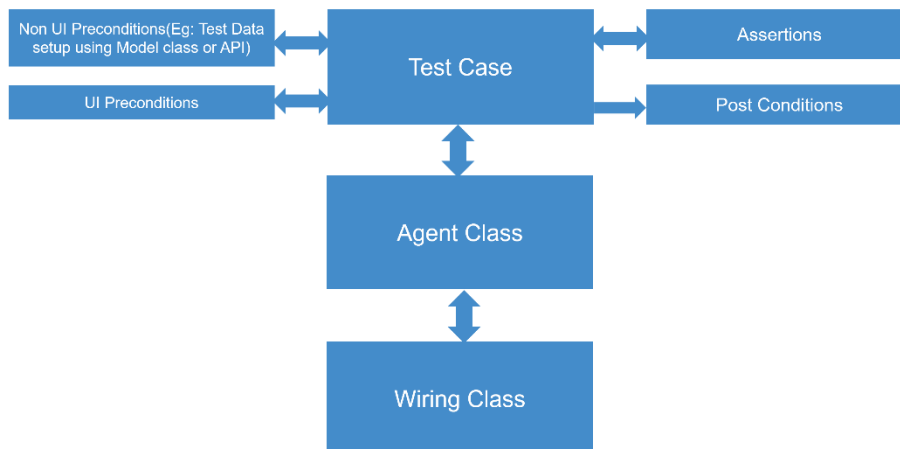 Non UI Preconditions(Eg: Test Data
setup using Model class or API)
UI Preconditions
Test Case
Assertions
Post Conditions
Agent Class
Wiring Class